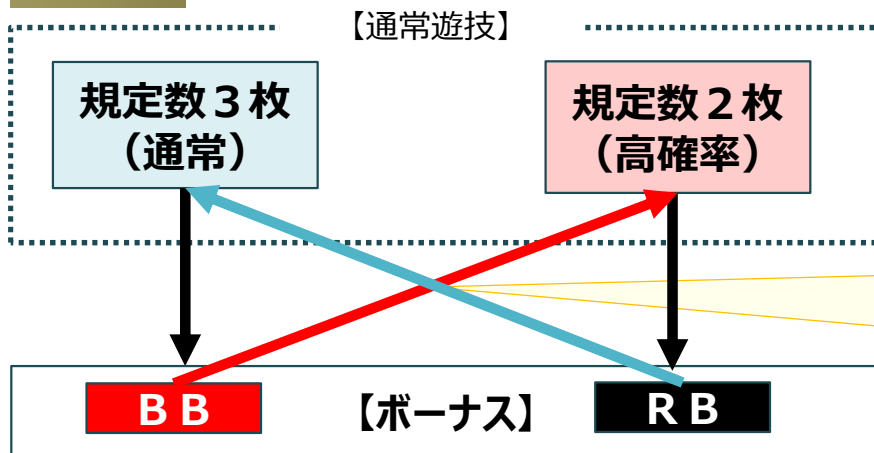 【通常遊技】
規定数３枚
（通常）
規定数２枚
（高確率）
ＢＢ
【ボーナス】
ＲＢ